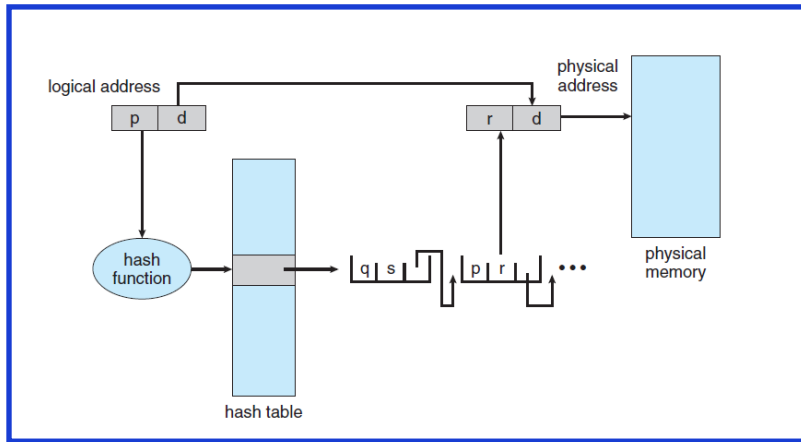 logical address
physical
address
p d
r d
hash
function
q s
p r
•••
physical
memory
hash table